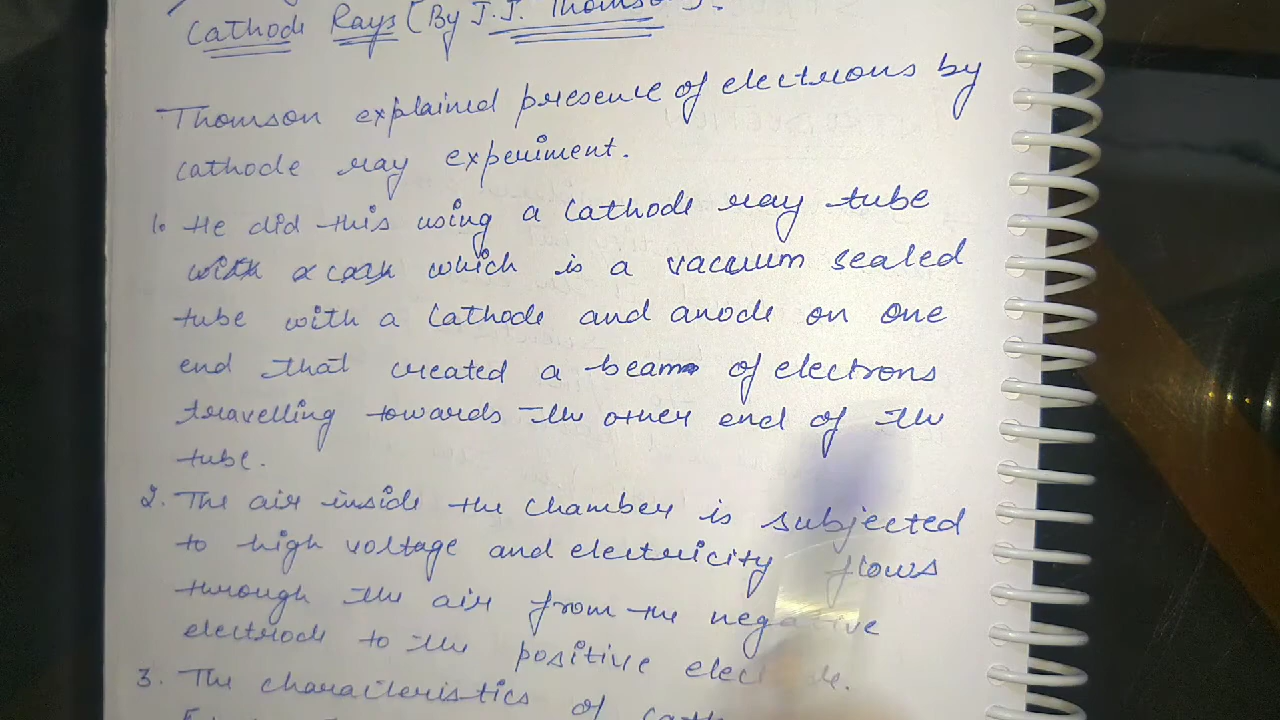 Cathode Rays (By J.J. Thomson).
Thomson explained presence of electrons by
cathode ray experiment.
1. He did this using a cathode ray tube
which is a vacuum sealed
tube with a cathode and anode on one
end that created a beam of electrons
travelling towards the other end of the
tube.
2. The air inside the chamber is subjected
to high voltage and electricity flows
through the air from the negative
electrode to the positive electrode.
3. The characteristics of